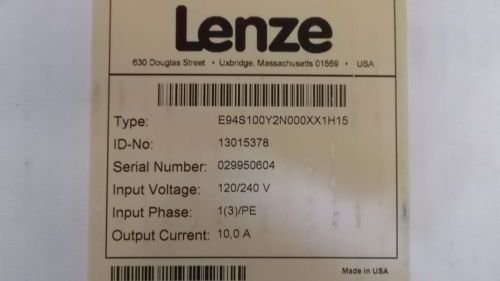 Lenze
630 Douglas Street • Uxbridge, Massachusetts 01569 • USA
Type: E94S100Y2N000XX1H15
ID-No: 13015378
Serial Number: 029950604
Input Voltage: 120/240 V
Input Phase: 1(3)/PE
Output Current: 10,0 A
Made in USA